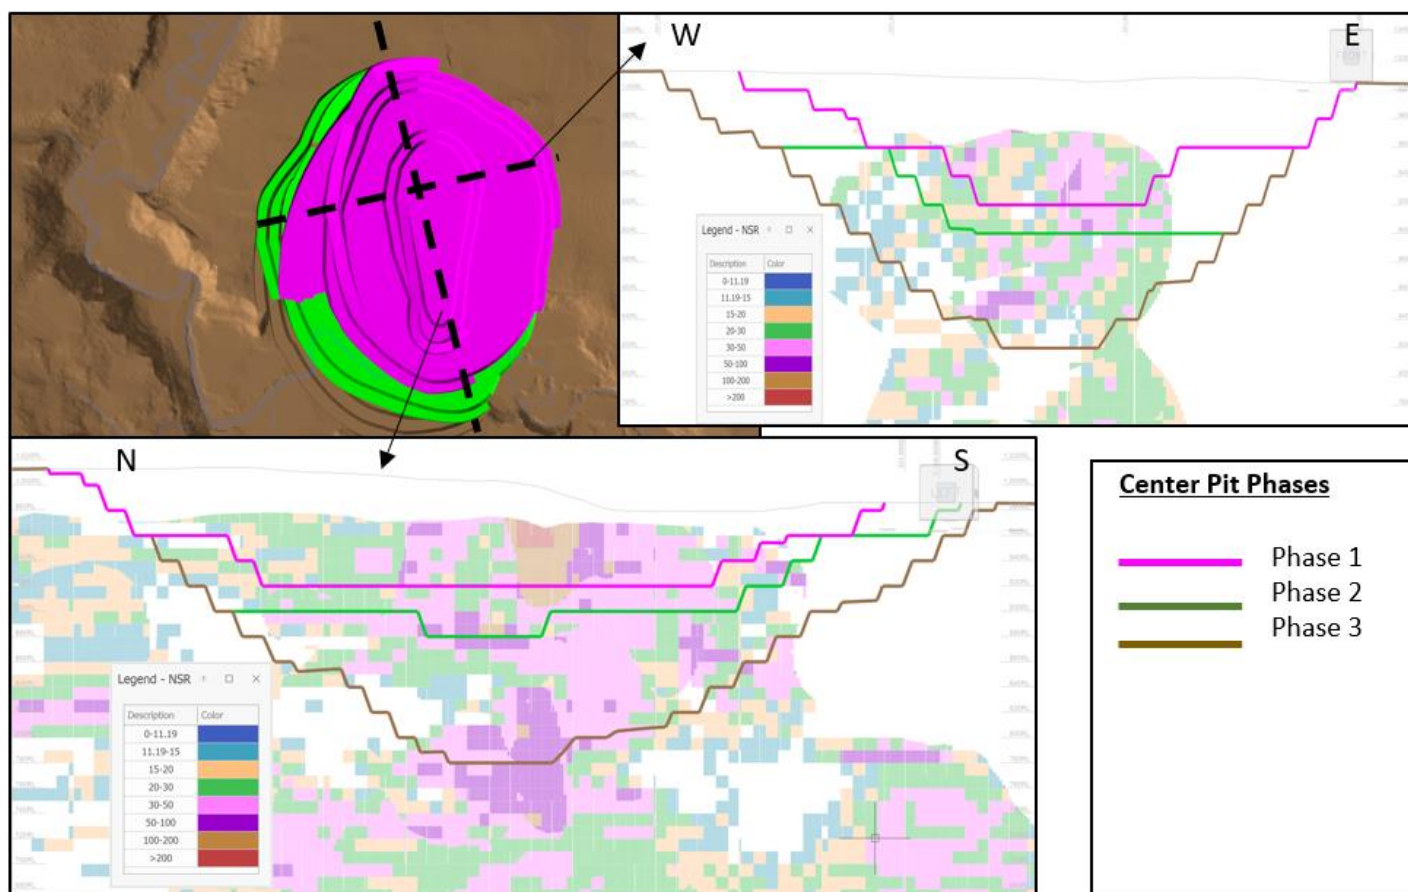 W
E
FRONT
Legend - NSR
Description Color
0-11.19
11.19-15
15-20
20-30
30-50
50-100
100-200
>200
N
S
Legend - NSR
Description Color
0-11.19
11.19-15
15-20
20-30
30-50
50-100
100-200
>200
Center Pit Phases
Phase 1
Phase 2
Phase 3